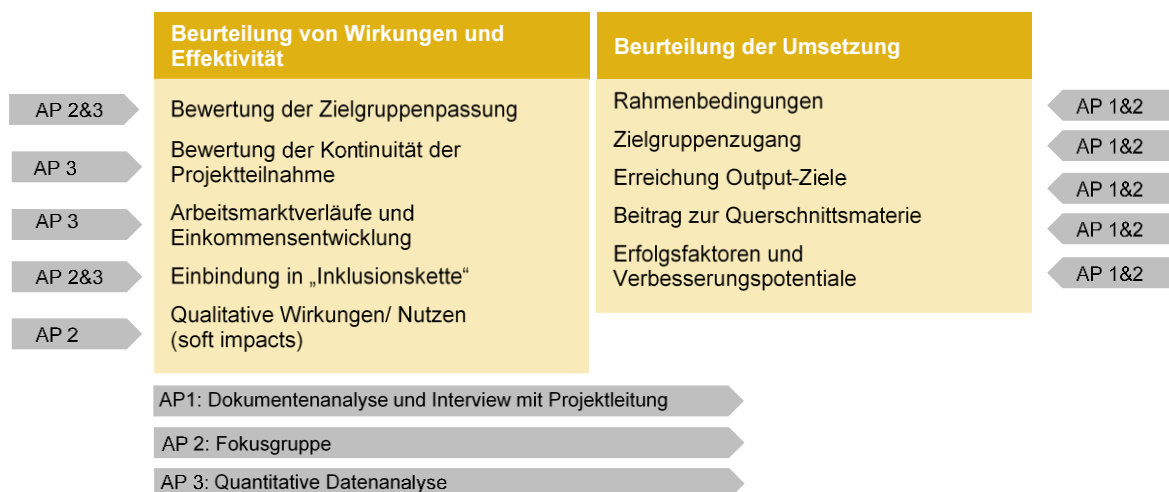 Beurteilung von Wirkungen und
Effektivität
AP 2&3
Bewertung der Zielgruppenpassung
AP 3
Bewertung der Kontinuität der
Projektteilnahme
AP 3
Arbeitsmarktverläufe und
Einkommensentwicklung
AP 2&3
Einbindung in „Inklusionskette“
AP 2
Qualitative Wirkungen/ Nutzen
(soft impacts)
Beurteilung der Umsetzung
Rahmenbedingungen
AP 1&2
Zielgruppenzugang
AP 1&2
Erreichung Output-Ziele
AP 1&2
Beitrag zur Querschnittsmaterie
AP 1&2
Erfolgsfaktoren und
Verbesserungspotentiale
AP 1&2
AP1: Dokumentenanalyse und Interview mit Projektleitung
AP 2: Fokusgruppe
AP 3: Quantitative Datenanalyse